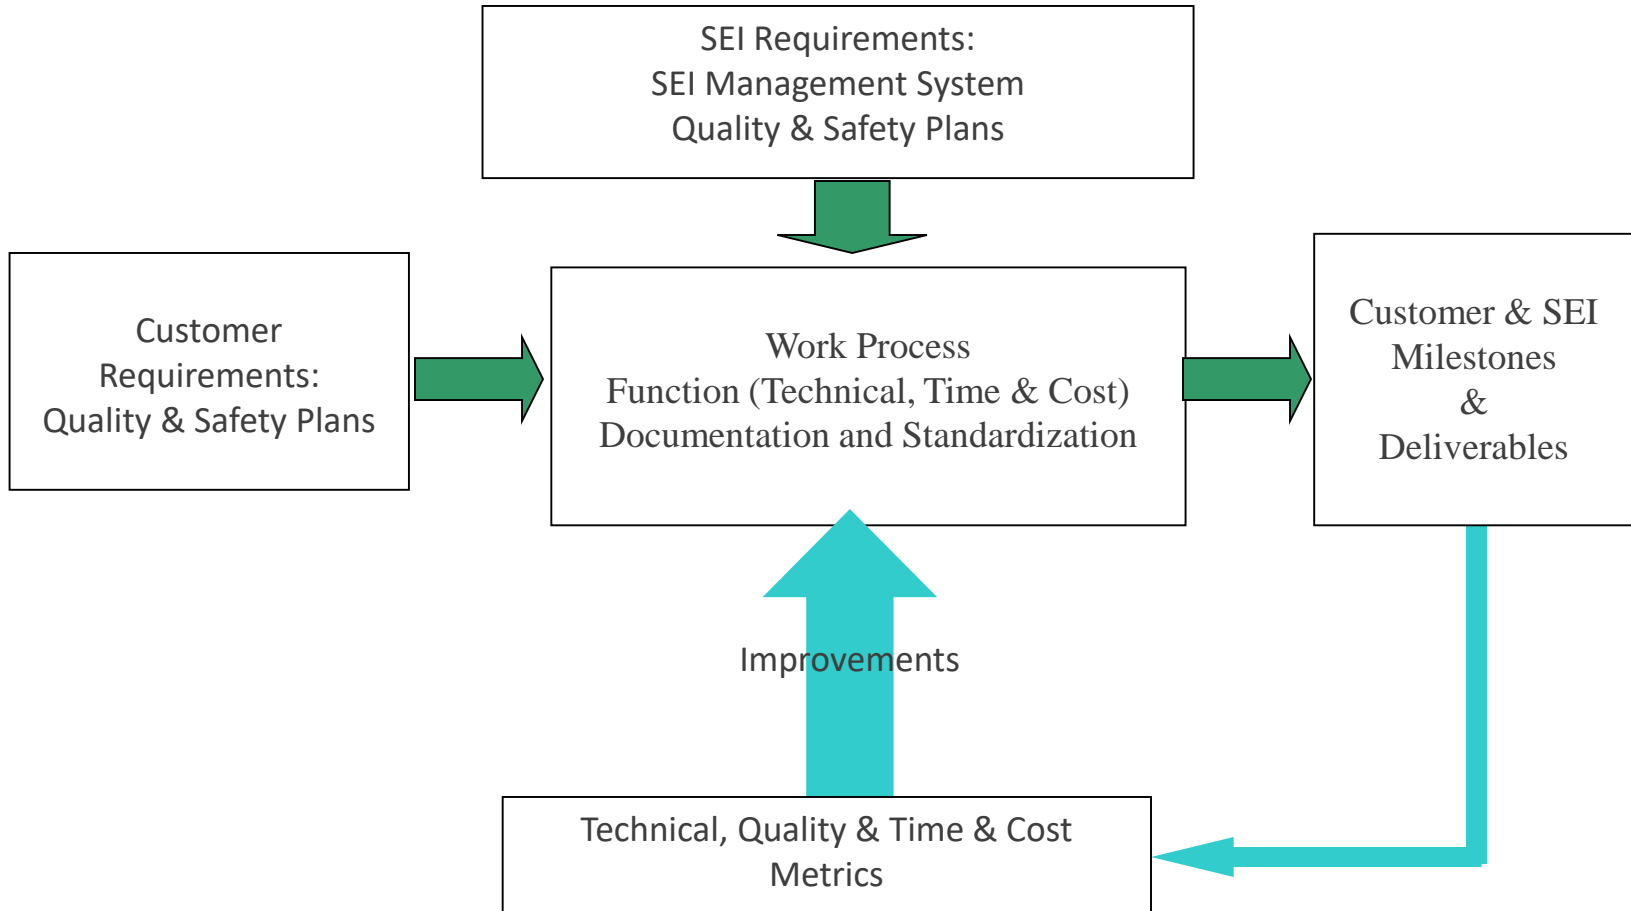 SEI Requirements:
SEI Management System
Quality & Safety Plans
Customer
Requirements:
Quality & Safety Plans
Work Process
Function (Technical, Time & Cost)
Documentation and Standardization
Customer & SEI
Milestones
&
Deliverables
Improvements
Technical, Quality & Time & Cost
Metrics